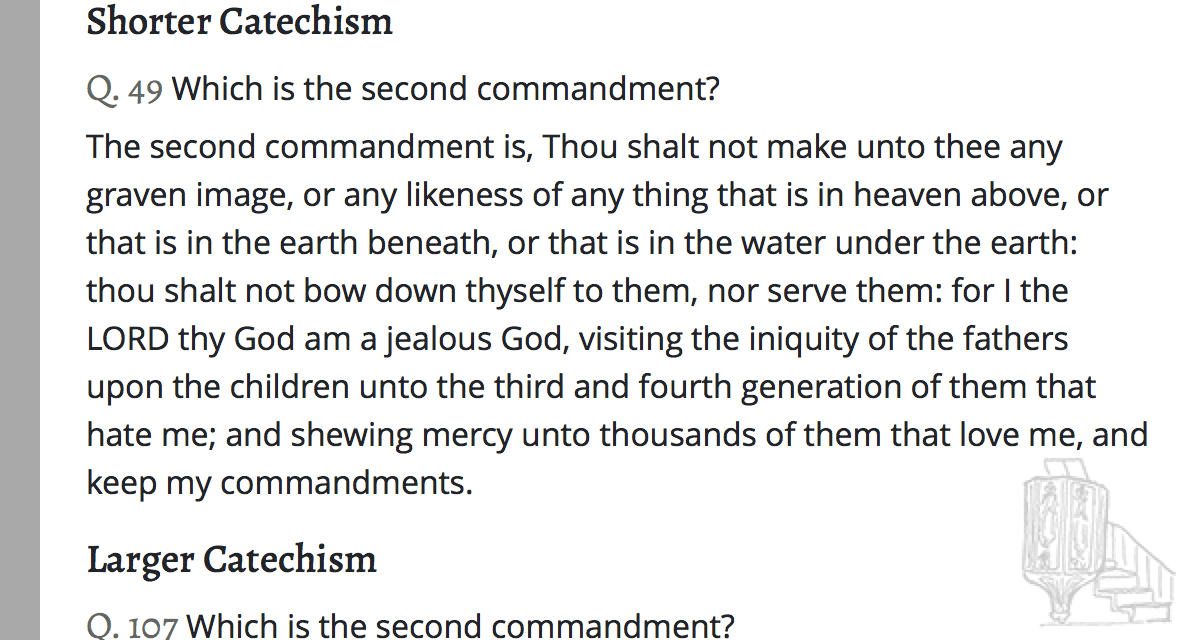 Shorter Catechism
Q. 49 Which is the second commandment?
The second commandment is, Thou shalt not make unto thee any
graven image, or any likeness of any thing that is in heaven above, or
that is in the earth beneath, or that is in the water under the earth:
thou shalt not bow down thyself to them, nor serve them: for I the
LORD thy God am a jealous God, visiting the iniquity of the fathers
upon the children unto the third and fourth generation of them that
hate me; and shewing mercy unto thousands of them that love me, and
keep my commandments.
Larger Catechism
Q. 107 Which is the second commandment?